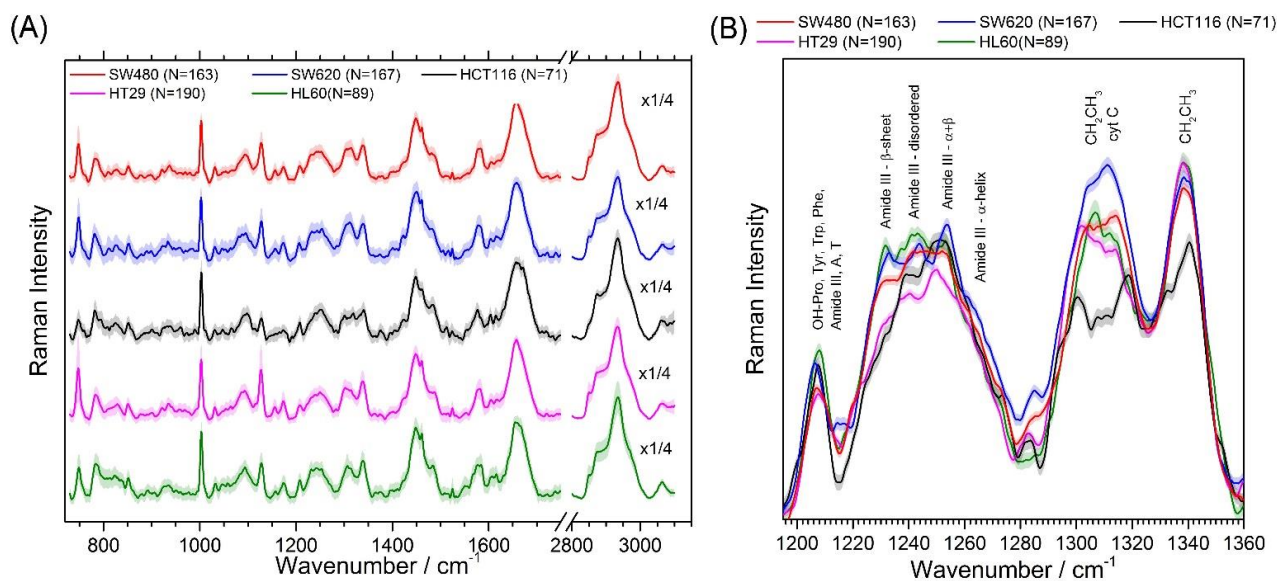 (A)
SW480 (N=163) SW620 (N=167) HCT116 (N=71)
HT29 (N=190) HL60(N=89)
x1/4
x1/4
x1/4
x1/4
x1/4
Raman Intensity
800 1000 1200 1400 1600 2800 3000
Wavenumber / cm⁻¹
(B)
SW480 (N=163) SW620 (N=167) HCT116 (N=71)
HT29 (N=190) HL60(N=89)
OH-Pro, Tyr, Trp, Phe,
Amide III, A, T
Amide III - β-sheet
Amide III - disordered
Amide III - α+β
Amide III - α-helix
CH₂CH₃
cyt C
CH₂CH₃
Raman Intensity
1200 1220 1240 1260 1280 1300 1320 1340 1360
Wavenumber / cm⁻¹